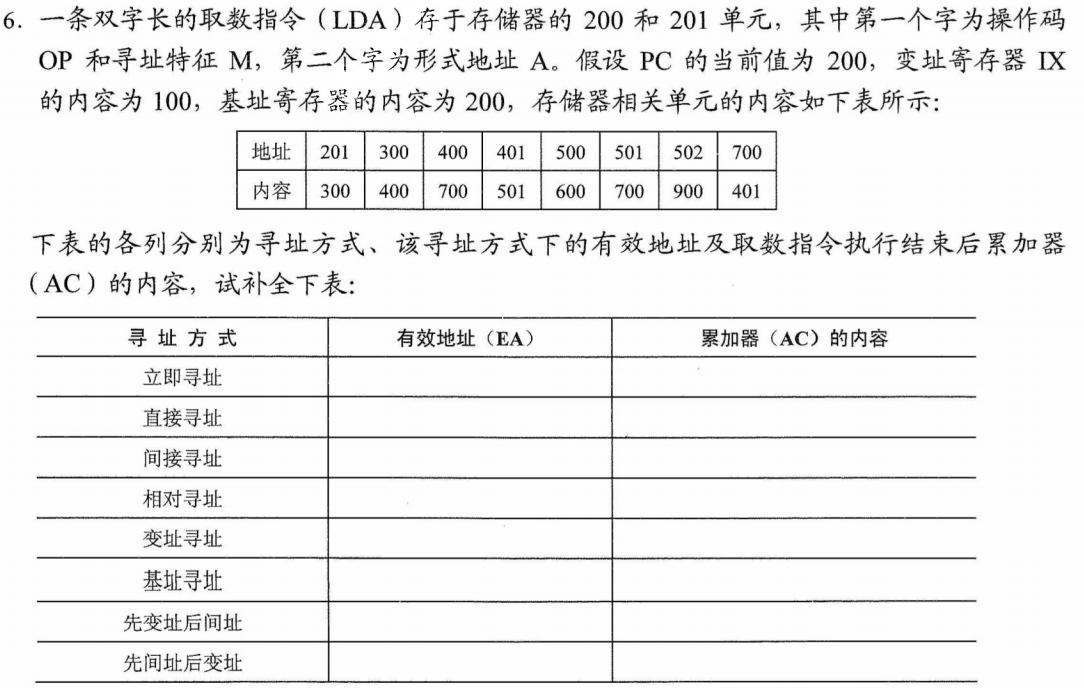 6. 一条双字长的取数指令（LDA）存于存储器的 200 和 201 单元，其中第一个字为操作码
OP 和寻址特征 M，第二个字为形式地址 A。假设 PC 的当前值为 200，变址寄存器 IX
的内容为 100，基址寄存器的内容为 200，存储器相关单元的内容如下表所示：
地址 201 300 400 401 500 501 502 700
内容 300 400 700 501 600 700 900 401
下表的各列分别为寻址方式、该寻址方式下的有效地址及取数指令执行结束后累加器
（AC）的内容，试补全下表：
寻 址 方 式 有效地址（EA） 累加器（AC）的内容
立即寻址
直接寻址
间接寻址
相对寻址
变址寻址
基址寻址
先变址后间址
先间址后变址